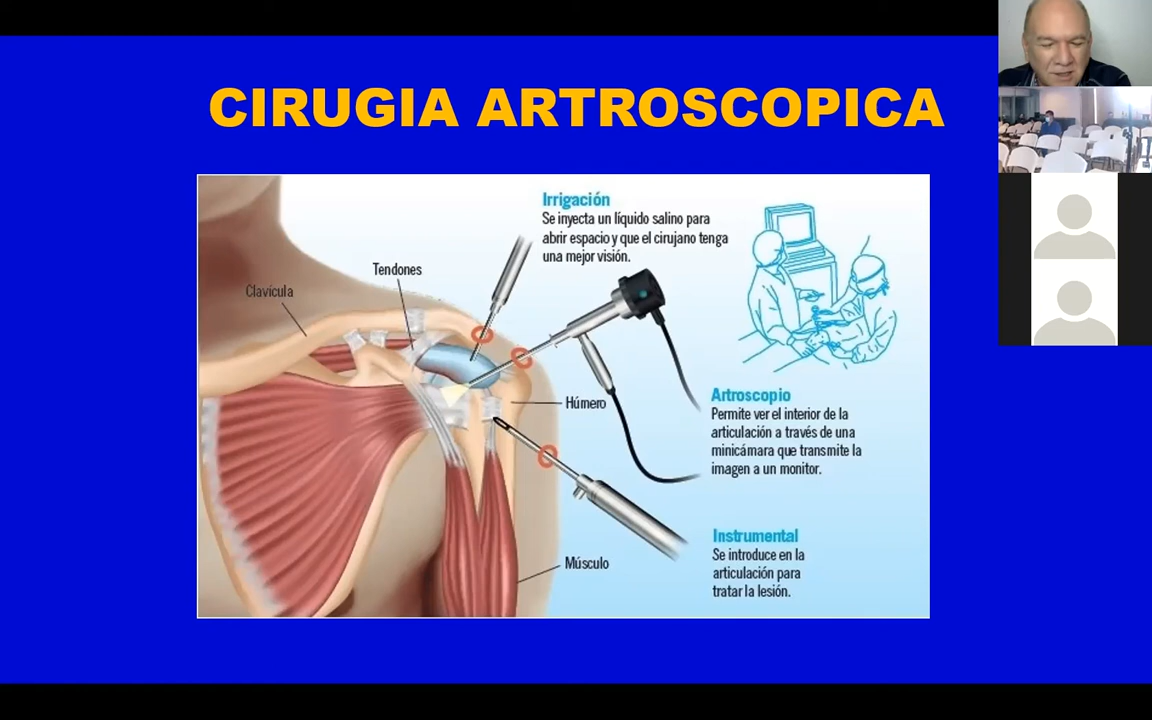 CIRUGIA ARTROSCOPICA
Irrigación
Se inyecta un líquido salino para
abrir espacio y que el cirujano tenga
una mejor visión.
Tendones
Clavícula
Húmero
Artroscopio
Permite ver el interior de la
articulación a través de una
minicámara que transmite la
imagen a un monitor.
Instrumental
Se introduce en la
articulación para
tratar la lesión.
Músculo